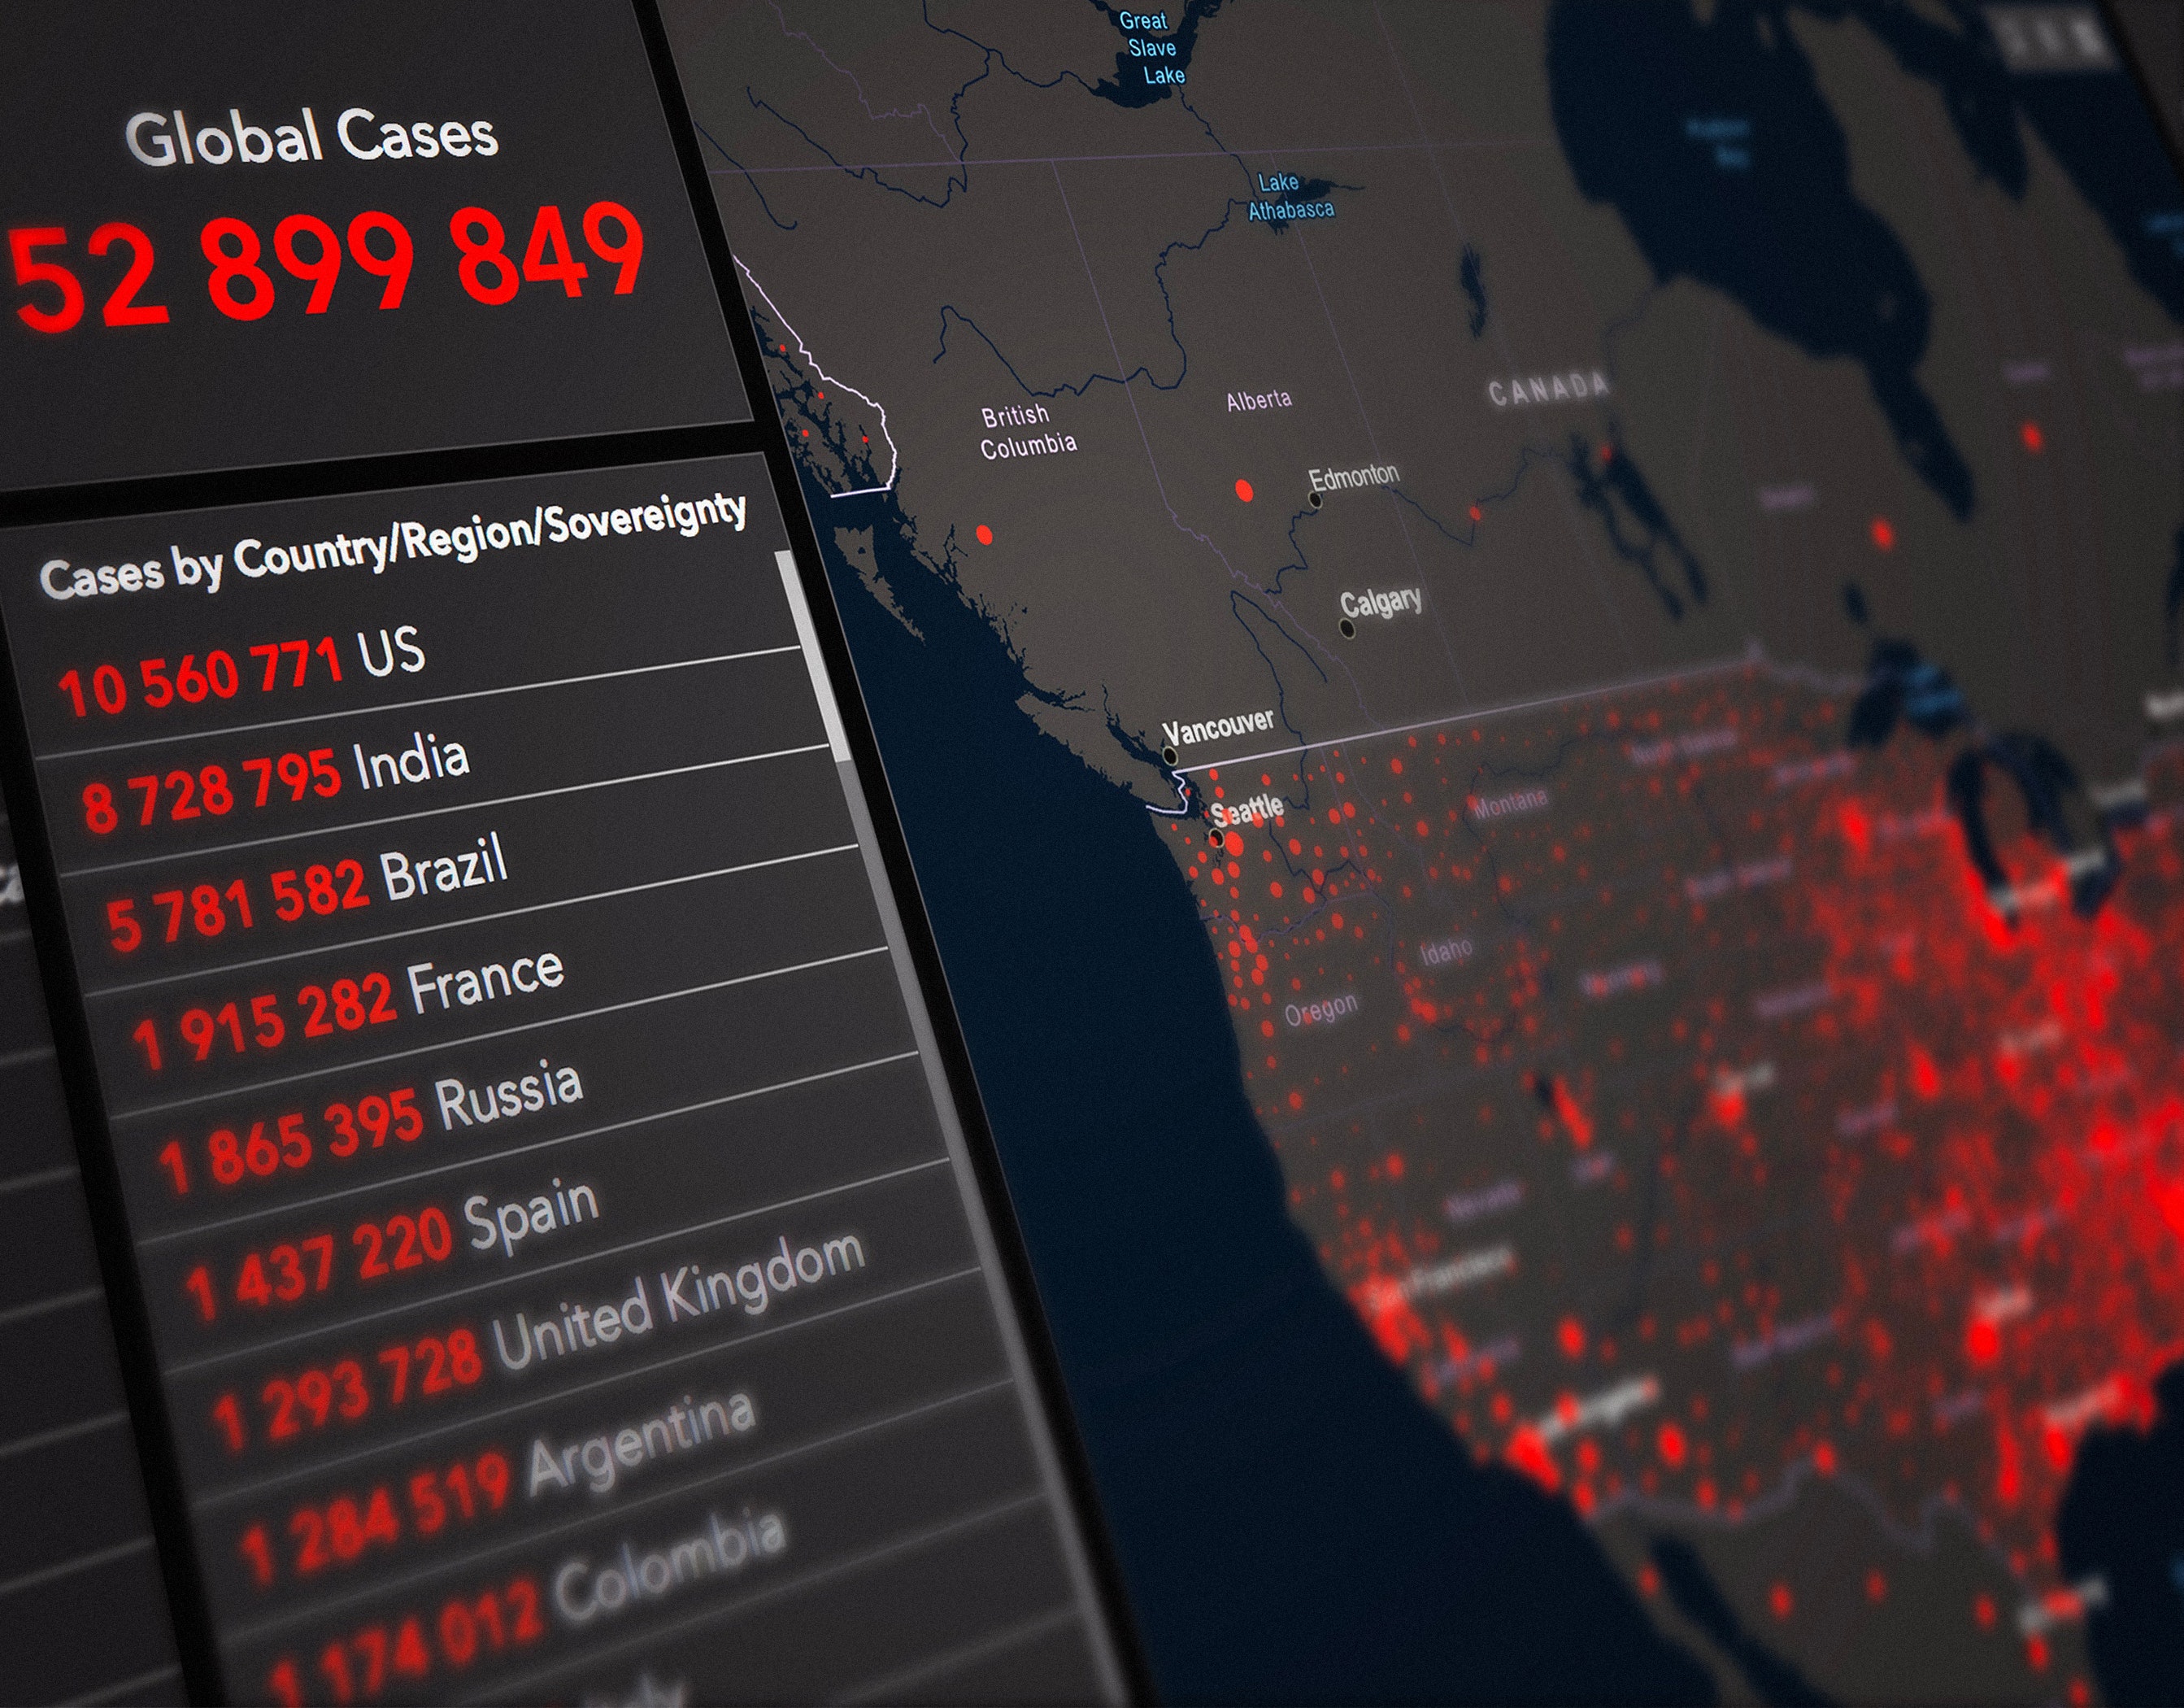 Global Cases
52 899 849
Cases by Country/Region/Sovereignty
10 560 771 US
8 728 795 India
5 781 582 Brazil
1 915 282 France
1 865 395 Russia
1 437 220 Spain
1 293 728 United Kingdom
1 284 519 Argentina
1 174 012 Colombia
Great
Slave
Lake
Lake
Athabasca
British
Columbia
Alberta
CANADA
Edmonton
Calgary
Vancouver
Seattle
Montana
Idaho
Oregon
Nevada
San Francisco